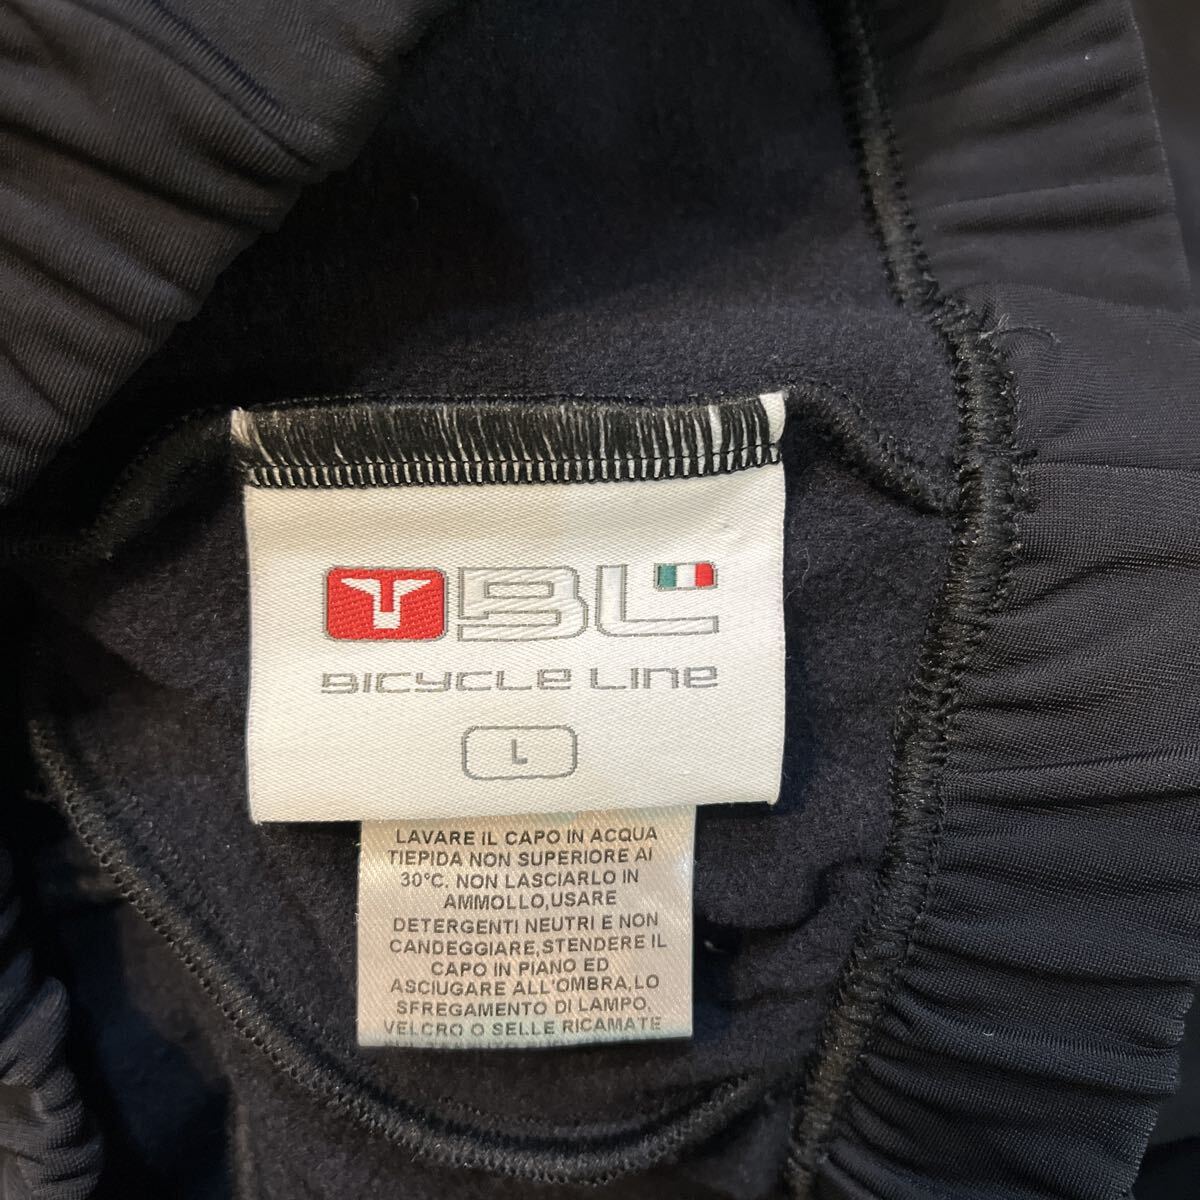 BL
BICYCLE LINE
L
LAVARE IL CAPO IN ACQUA
TIEPIDA NON SUPERIORE AI
30°C. NON LASCIARLO IN
AMMOLLO,USARE
DETERGENTI NEUTRI E NON
CANDEGGIARE,STENDERE IL
CAPO IN PIANO ED
ASCIUGARE ALL'OMBRA,LO
SFREGAMENTO DI LAMPO,
VELCRO O SELLE RICAMATE